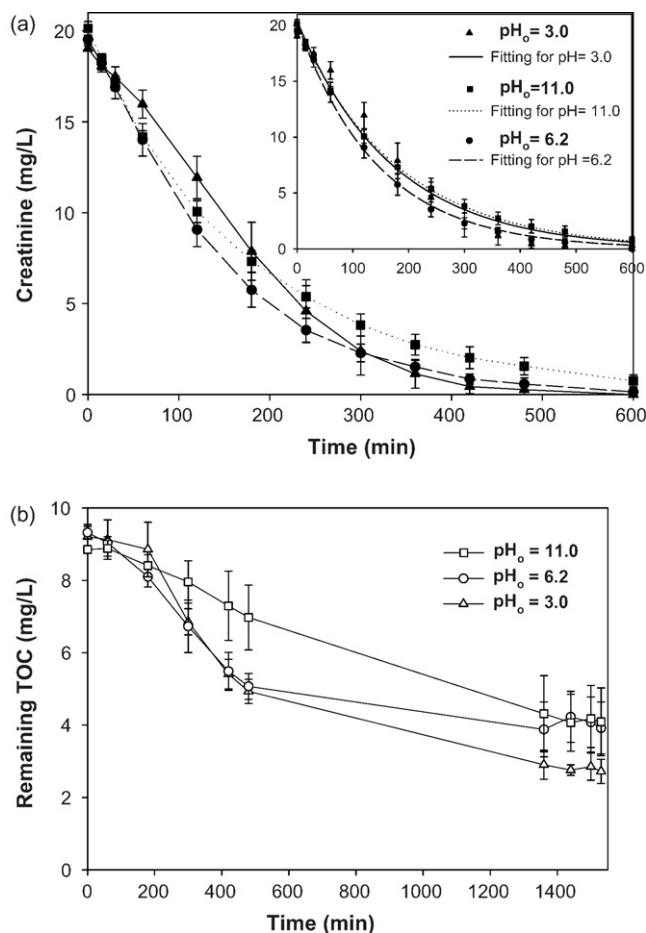 (a)
20
15
10
5
0
Creatinine (mg/L)
0 100 200 300 400 500 600
Time (min)
20
15
10
5
0
0 100 200 300 400 500 600
pHo= 3.0
Fitting for pH= 3.0
pHo=11.0
Fitting for pH= 11.0
pHo= 6.2
Fitting for pH =6.2
(b)
10
8
6
4
2
0
Remaining TOC (mg/L)
0 200 400 600 800 1000 1200 1400
Time (min)
pHo = 11.0
pHo = 6.2
pHo = 3.0